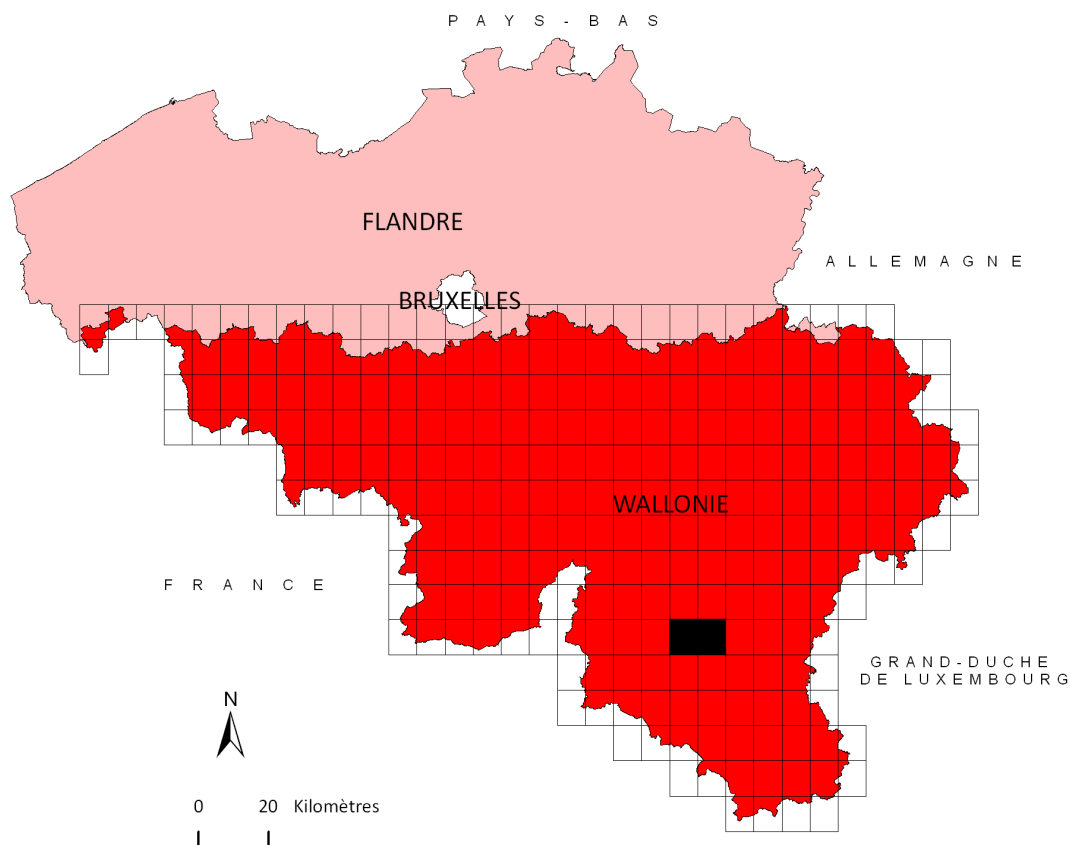 PAYS-BAS
FLANDRE
ALLEMAGNE
BRUXELLES
WALLONIE
FRANCE
GRAND-DUCHE
DE LUXEMBOURG
N
0 20 Kilomètres